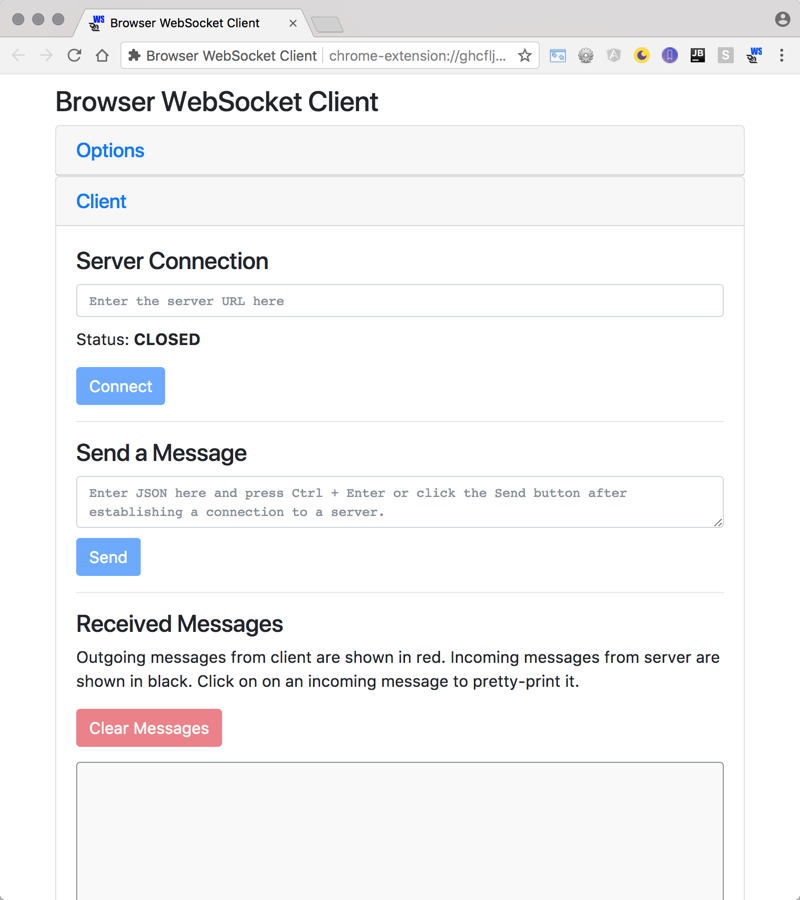 WS Browser WebSocket Client
Browser WebSocket Client chrome-extension://ghcflj... JB S WS
Browser WebSocket Client
Options
Client
Server Connection
Enter the server URL here
Status: CLOSED
Connect
Send a Message
Enter JSON here and press Ctrl + Enter or click the Send button after
establishing a connection to a server.
Send
Received Messages
Outgoing messages from client are shown in red. Incoming messages from server are
shown in black. Click on on an incoming message to pretty-print it.
Clear Messages